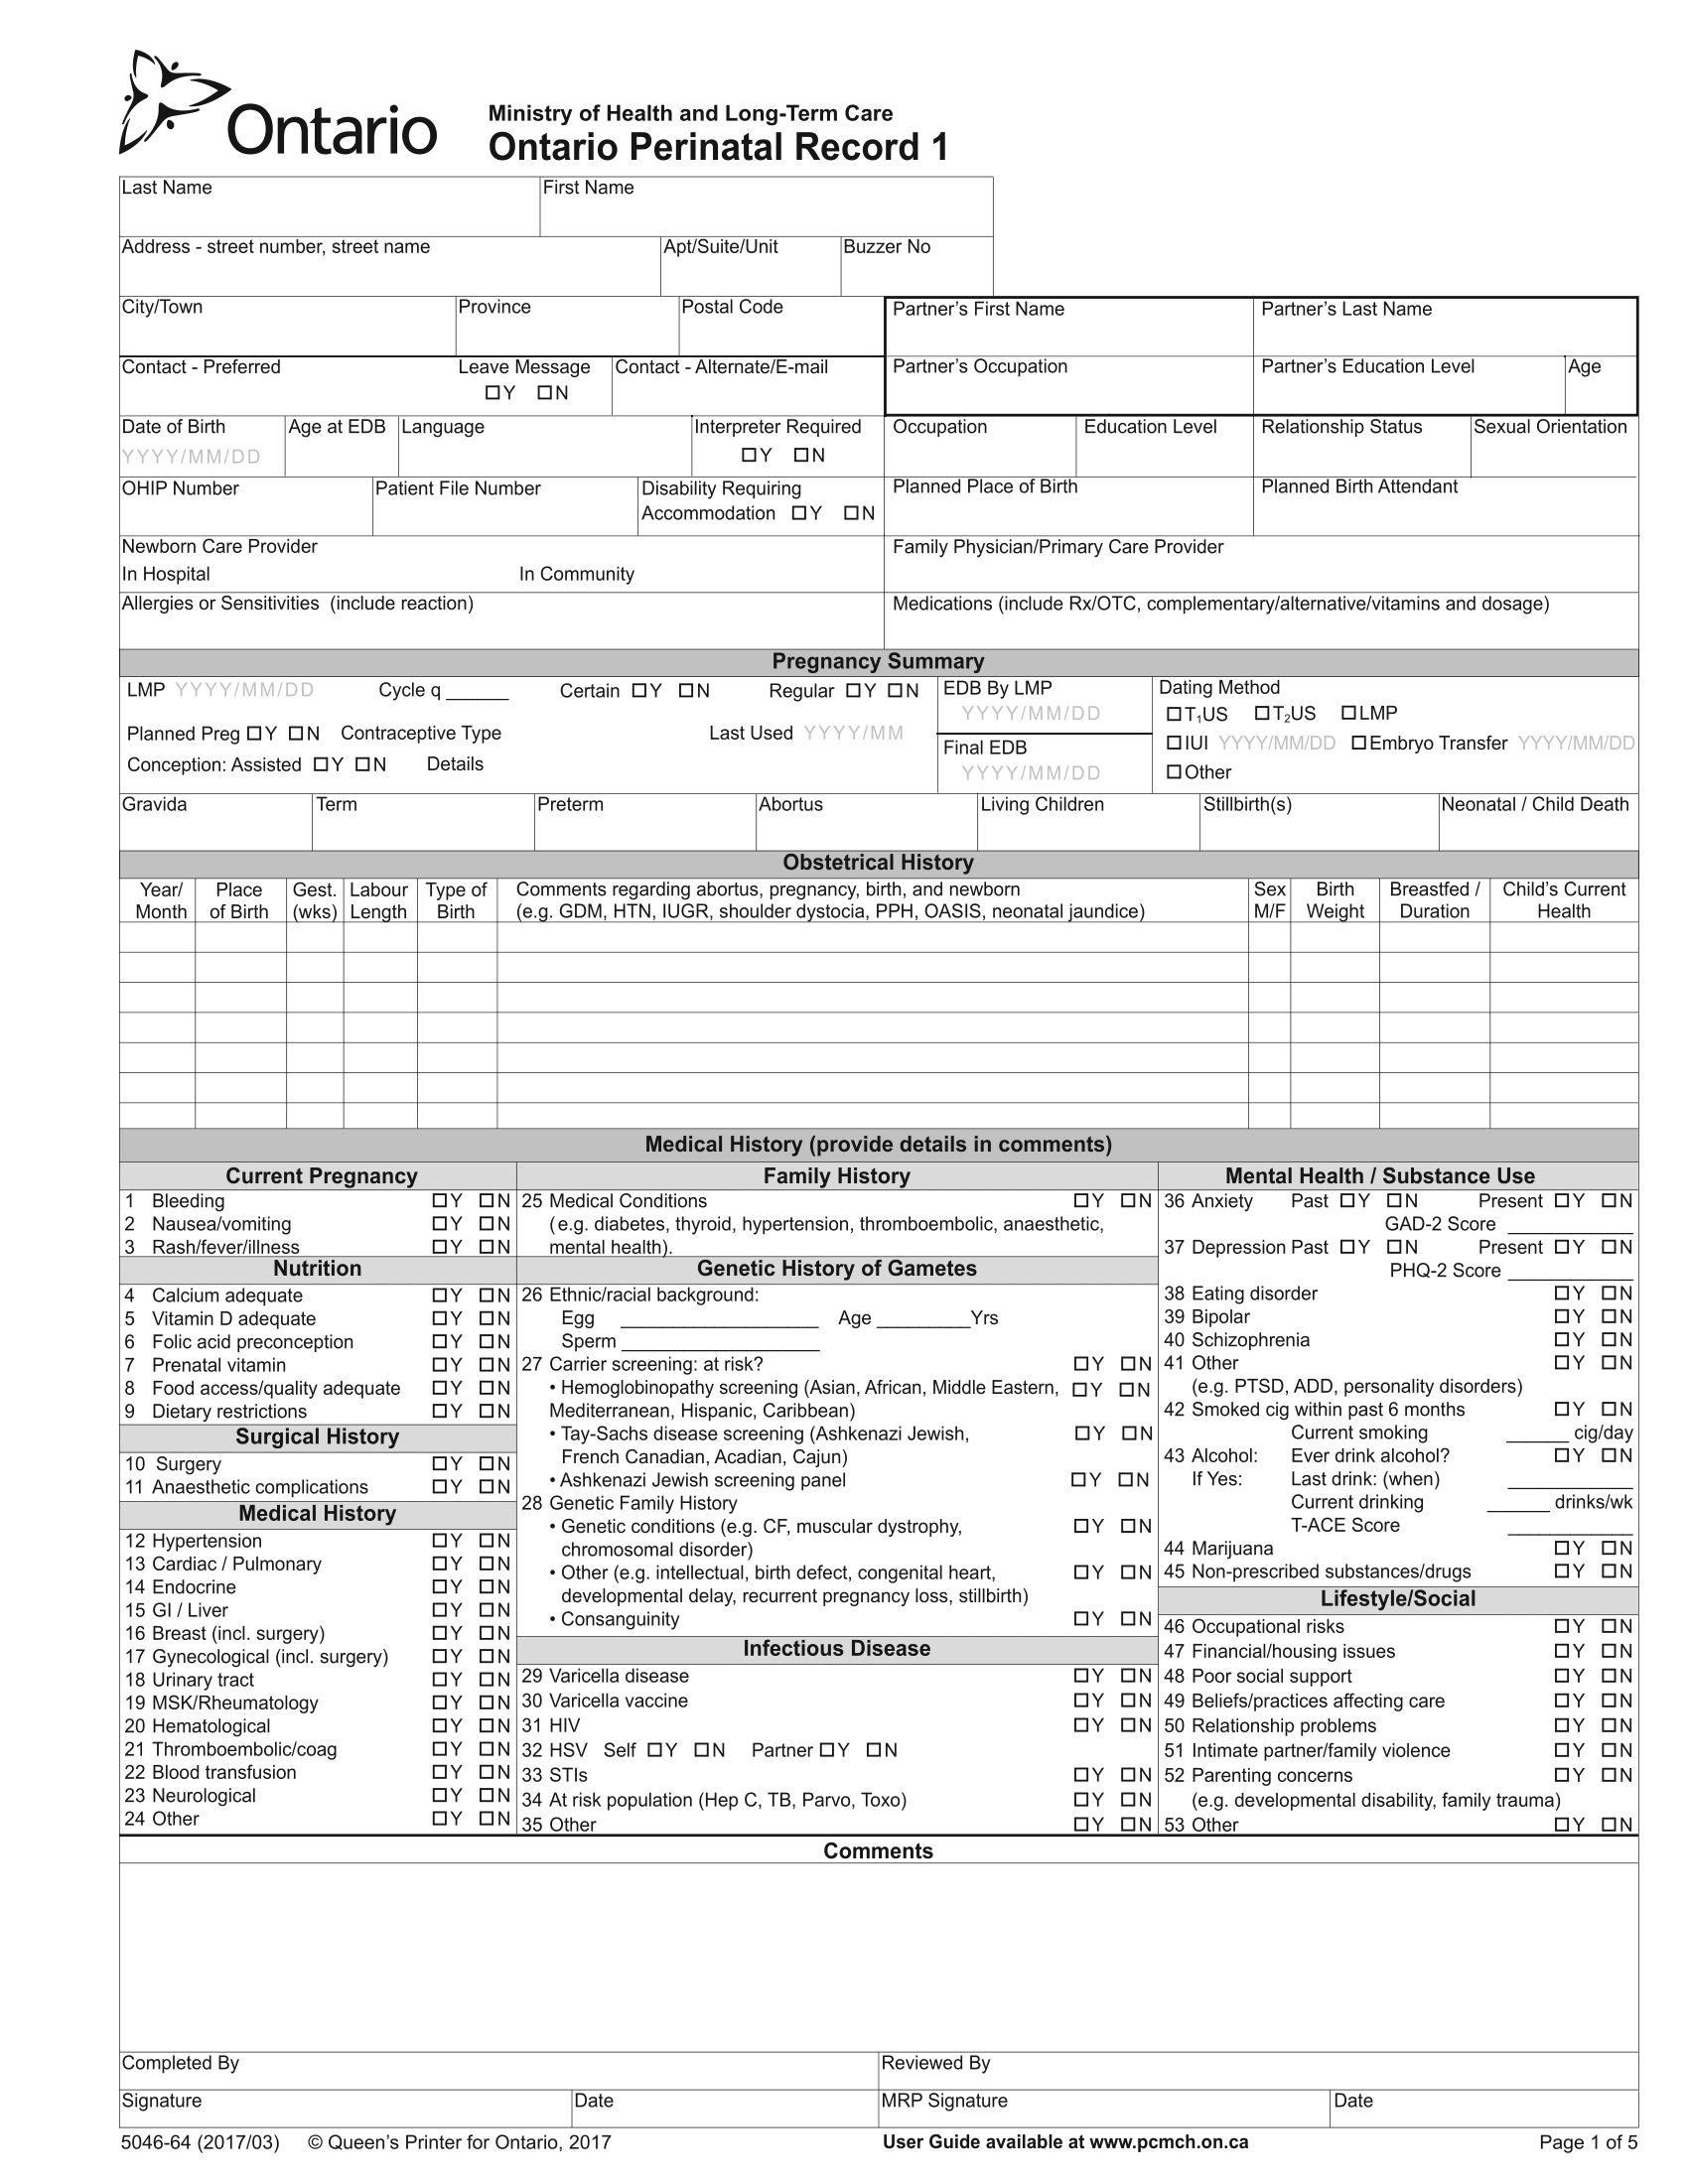 Ontario
Ministry of Health and Long-Term Care
Ontario Perinatal Record 1
Last Name First Name
Address - street number, street name Apt/Suite/Unit Buzzer No
City/Town Province Postal Code Partner’s First Name Partner’s Last Name
Contact - Preferred Leave Message Contact - Alternate/E-mail Partner’s Occupation Partner’s Education Level Age
☐Y ☐N
Date of Birth Age at EDB Language Interpreter Required Occupation Education Level Relationship Status Sexual Orientation
YYYY/MM/DD ☐Y ☐N
OHIP Number Patient File Number Disability Requiring Planned Place of Birth Planned Birth Attendant
Accommodation ☐Y ☐N
Newborn Care Provider Family Physician/Primary Care Provider
In Hospital In Community
Allergies or Sensitivities (include reaction) Medications (include Rx/OTC, complementary/alternative/vitamins and dosage)
Pregnancy Summary
LMP YYYY/MM/DD Cycle q ______ Certain ☐Y ☐N Regular ☐Y ☐N EDB By LMP Dating Method
YYYY/MM/DD ☐T₁US ☐T₂US ☐LMP
Planned Preg ☐Y ☐N Contraceptive Type Last Used YYYY/MM
Final EDB ☐IUI YYYY/MM/DD ☐Embryo Transfer YYYY/MM/DD
Conception: Assisted ☐Y ☐N Details YYYY/MM/DD ☐Other
Gravida Term Preterm Abortus Living Children Stillbirth(s) Neonatal / Child Death
Obstetrical History
Year/ Place Gest. Labour Type of Comments regarding abortus, pregnancy, birth, and newborn Sex Birth Breastfed / Child’s Current
Month of Birth (wks) Length Birth (e.g. GDM, HTN, IUGR, shoulder dystocia, PPH, OASIS, neonatal jaundice) M/F Weight Duration Health
Medical History (provide details in comments)
Current Pregnancy
1 Bleeding ☐Y ☐N
2 Nausea/vomiting ☐Y ☐N
3 Rash/fever/illness ☐Y ☐N
Nutrition
4 Calcium adequate ☐Y ☐N
5 Vitamin D adequate ☐Y ☐N
6 Folic acid preconception ☐Y ☐N
7 Prenatal vitamin ☐Y ☐N
8 Food access/quality adequate ☐Y ☐N
9 Dietary restrictions ☐Y ☐N
Surgical History
10 Surgery ☐Y ☐N
11 Anaesthetic complications ☐Y ☐N
Medical History
12 Hypertension ☐Y ☐N
13 Cardiac / Pulmonary ☐Y ☐N
14 Endocrine ☐Y ☐N
15 GI / Liver ☐Y ☐N
16 Breast (incl. surgery) ☐Y ☐N
17 Gynecological (incl. surgery) ☐Y ☐N
18 Urinary tract ☐Y ☐N
19 MSK/Rheumatology ☐Y ☐N
20 Hematological ☐Y ☐N
21 Thromboembolic/coag ☐Y ☐N
22 Blood transfusion ☐Y ☐N
23 Neurological ☐Y ☐N
24 Other ☐Y ☐N
Family History
25 Medical Conditions ☐Y ☐N
(e.g. diabetes, thyroid, hypertension, thromboembolic, anaesthetic,
mental health).
Genetic History of Gametes
26 Ethnic/racial background:
Egg ___________________ Age _________Yrs
Sperm ___________________
27 Carrier screening: at risk? ☐Y ☐N
• Hemoglobinopathy screening (Asian, African, Middle Eastern, ☐Y ☐N
Mediterranean, Hispanic, Caribbean)
• Tay-Sachs disease screening (Ashkenazi Jewish, ☐Y ☐N
French Canadian, Acadian, Cajun)
• Ashkenazi Jewish screening panel ☐Y ☐N
28 Genetic Family History
• Genetic conditions (e.g. CF, muscular dystrophy, ☐Y ☐N
chromosomal disorder)
• Other (e.g. intellectual, birth defect, congenital heart, ☐Y ☐N
developmental delay, recurrent pregnancy loss, stillbirth)
• Consanguinity ☐Y ☐N
Infectious Disease
29 Varicella disease ☐Y ☐N
30 Varicella vaccine ☐Y ☐N
31 HIV ☐Y ☐N
32 HSV Self ☐Y ☐N Partner ☐Y ☐N
33 STIs ☐Y ☐N
34 At risk population (Hep C, TB, Parvo, Toxo) ☐Y ☐N
35 Other ☐Y ☐N
Mental Health / Substance Use
36 Anxiety Past ☐Y ☐N Present ☐Y ☐N
GAD-2 Score ____________
37 Depression Past ☐Y ☐N Present ☐Y ☐N
PHQ-2 Score ____________
38 Eating disorder ☐Y ☐N
39 Bipolar ☐Y ☐N
40 Schizophrenia ☐Y ☐N
41 Other ☐Y ☐N
(e.g. PTSD, ADD, personality disorders)
42 Smoked cig within past 6 months ☐Y ☐N
Current smoking ______ cig/day
43 Alcohol: Ever drink alcohol? ☐Y ☐N
If Yes: Last drink: (when) ____________
Current drinking ______ drinks/wk
T-ACE Score ____________
44 Marijuana ☐Y ☐N
45 Non-prescribed substances/drugs ☐Y ☐N
Lifestyle/Social
46 Occupational risks ☐Y ☐N
47 Financial/housing issues ☐Y ☐N
48 Poor social support ☐Y ☐N
49 Beliefs/practices affecting care ☐Y ☐N
50 Relationship problems ☐Y ☐N
51 Intimate partner/family violence ☐Y ☐N
52 Parenting concerns ☐Y ☐N
(e.g. developmental disability, family trauma)
53 Other ☐Y ☐N
Comments
Completed By Reviewed By
Signature Date MRP Signature Date
5046-64 (2017/03) © Queen’s Printer for Ontario, 2017 User Guide available at www.pcmch.on.ca Page 1 of 5